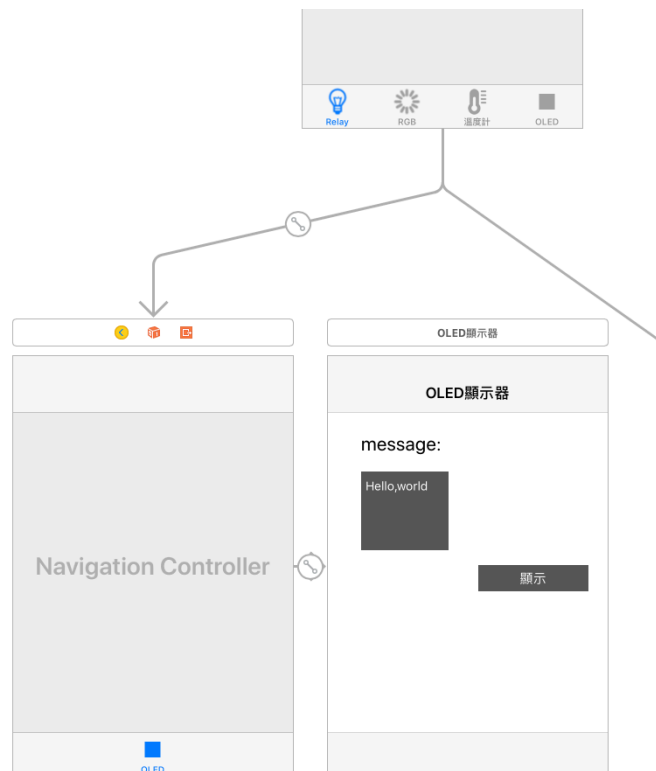 Relay
RGB
溫度計
OLED
OLED顯示器
OLED顯示器
message:
Hello,world
Navigation Controller
顯示
OLED